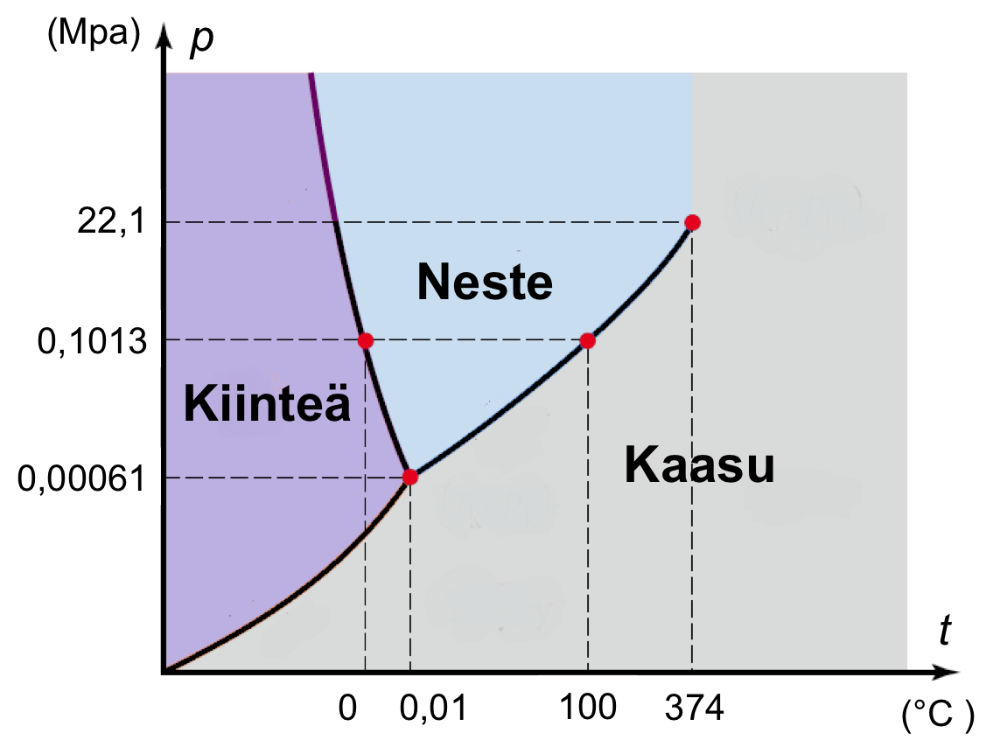 (Mpa) p
22,1
Neste
0,1013
Kiinteä
Kaasu
0,00061
t
0 0,01 100 374 (°C )